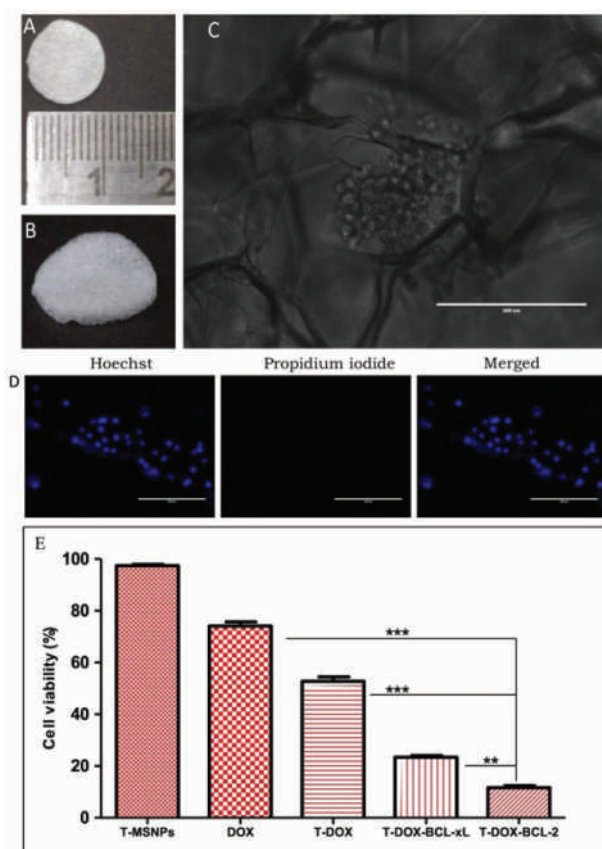 A
C
1 2
B
Hoechst Propidium iodide Merged
D
E
100
80
60
40
20
0
Cell viability (%)
***
***
**
T-MSNPs DOX T-DOX T-DOX-BCL-xL T-DOX-BCL-2